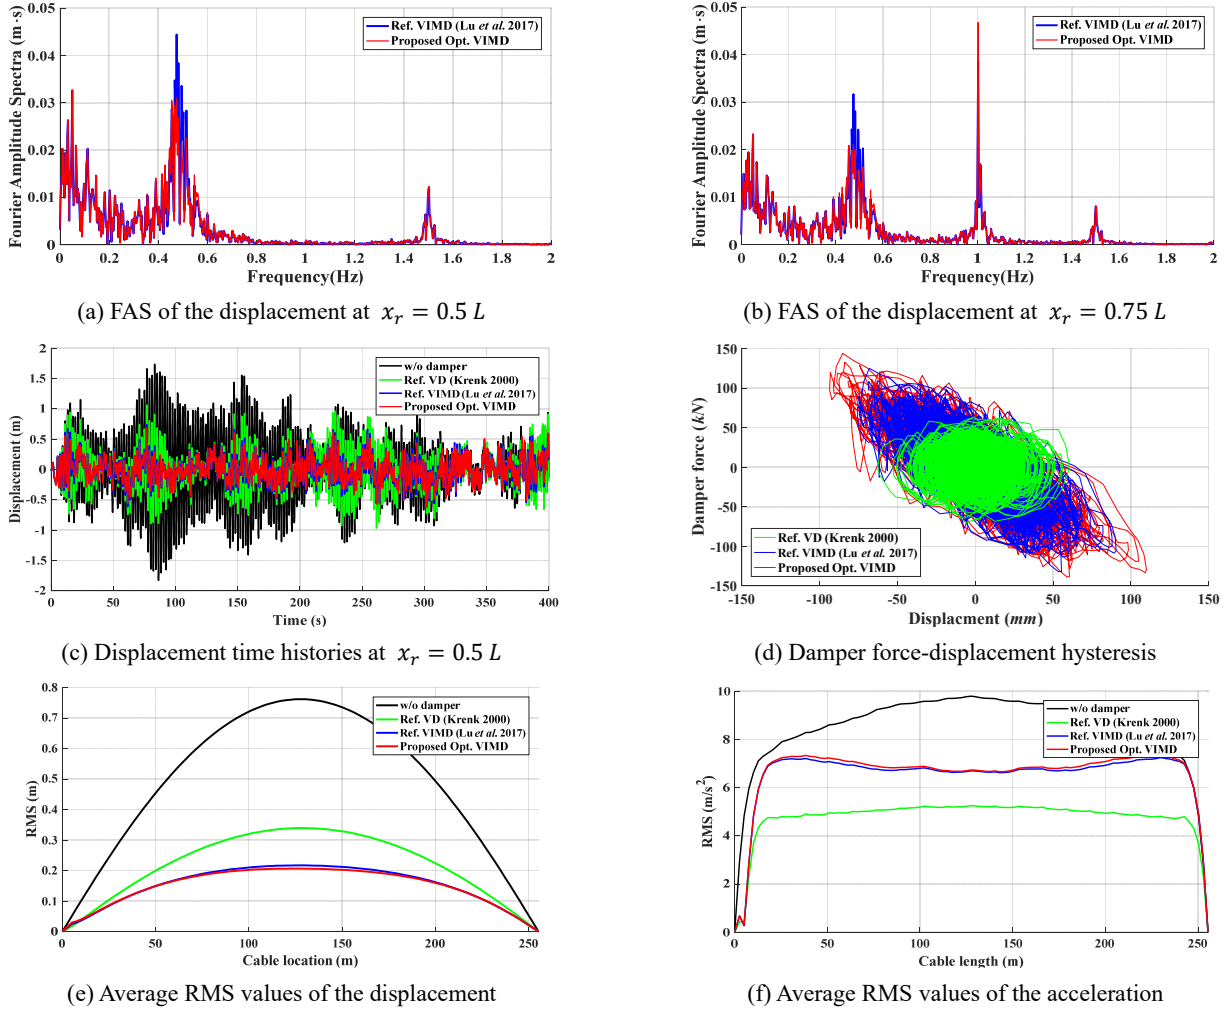 Fourier Amplitude Spectra (m·s)
0.05
0.04
0.03
0.02
0.01
0
Ref. VIMD (Lu et al. 2017)
Proposed Opt. VIMD
0 0.2 0.4 0.6 0.8 1 1.2 1.4 1.6 1.8 2
Frequency(Hz)
(a) FAS of the displacement at x_r = 0.5 L
Fourier Amplitude Spectra (m·s)
0.05
0.04
0.03
0.02
0.01
0
Ref. VIMD (Lu et al. 2017)
Proposed Opt. VIMD
0 0.2 0.4 0.6 0.8 1 1.2 1.4 1.6 1.8 2
Frequency(Hz)
(b) FAS of the displacement at x_r = 0.75 L
Displacement (m)
2
1.5
1
0.5
0
-0.5
-1
-1.5
-2
w/o damper
Ref. VD (Krenk 2000)
Ref. VIMD (Lu et al. 2017)
Proposed Opt. VIMD
0 50 100 150 200 250 300 350 400
Time (s)
(c) Displacement time histories at x_r = 0.5 L
Damper force (kN)
150
100
50
0
-50
-100
-150
Ref. VD (Krenk 2000)
Ref. VIMD (Lu et al. 2017)
Proposed Opt. VIMD
-150 -100 -50 0 50 100 150
Displacment (mm)
(d) Damper force-displacement hysteresis
RMS (m)
0.8
0.7
0.6
0.5
0.4
0.3
0.2
0.1
0
w/o damper
Ref. VD (Krenk 2000)
Ref. VIMD (Lu et al. 2017)
Proposed Opt. VIMD
0 50 100 150 200 250
Cable location (m)
(e) Average RMS values of the displacement
RMS (m/s²)
10
8
6
4
2
0
w/o damper
Ref. VD (Krenk 2000)
Ref. VIMD (Lu et al. 2017)
Proposed Opt. VIMD
0 50 100 150 200 250
Cable length (m)
(f) Average RMS values of the acceleration